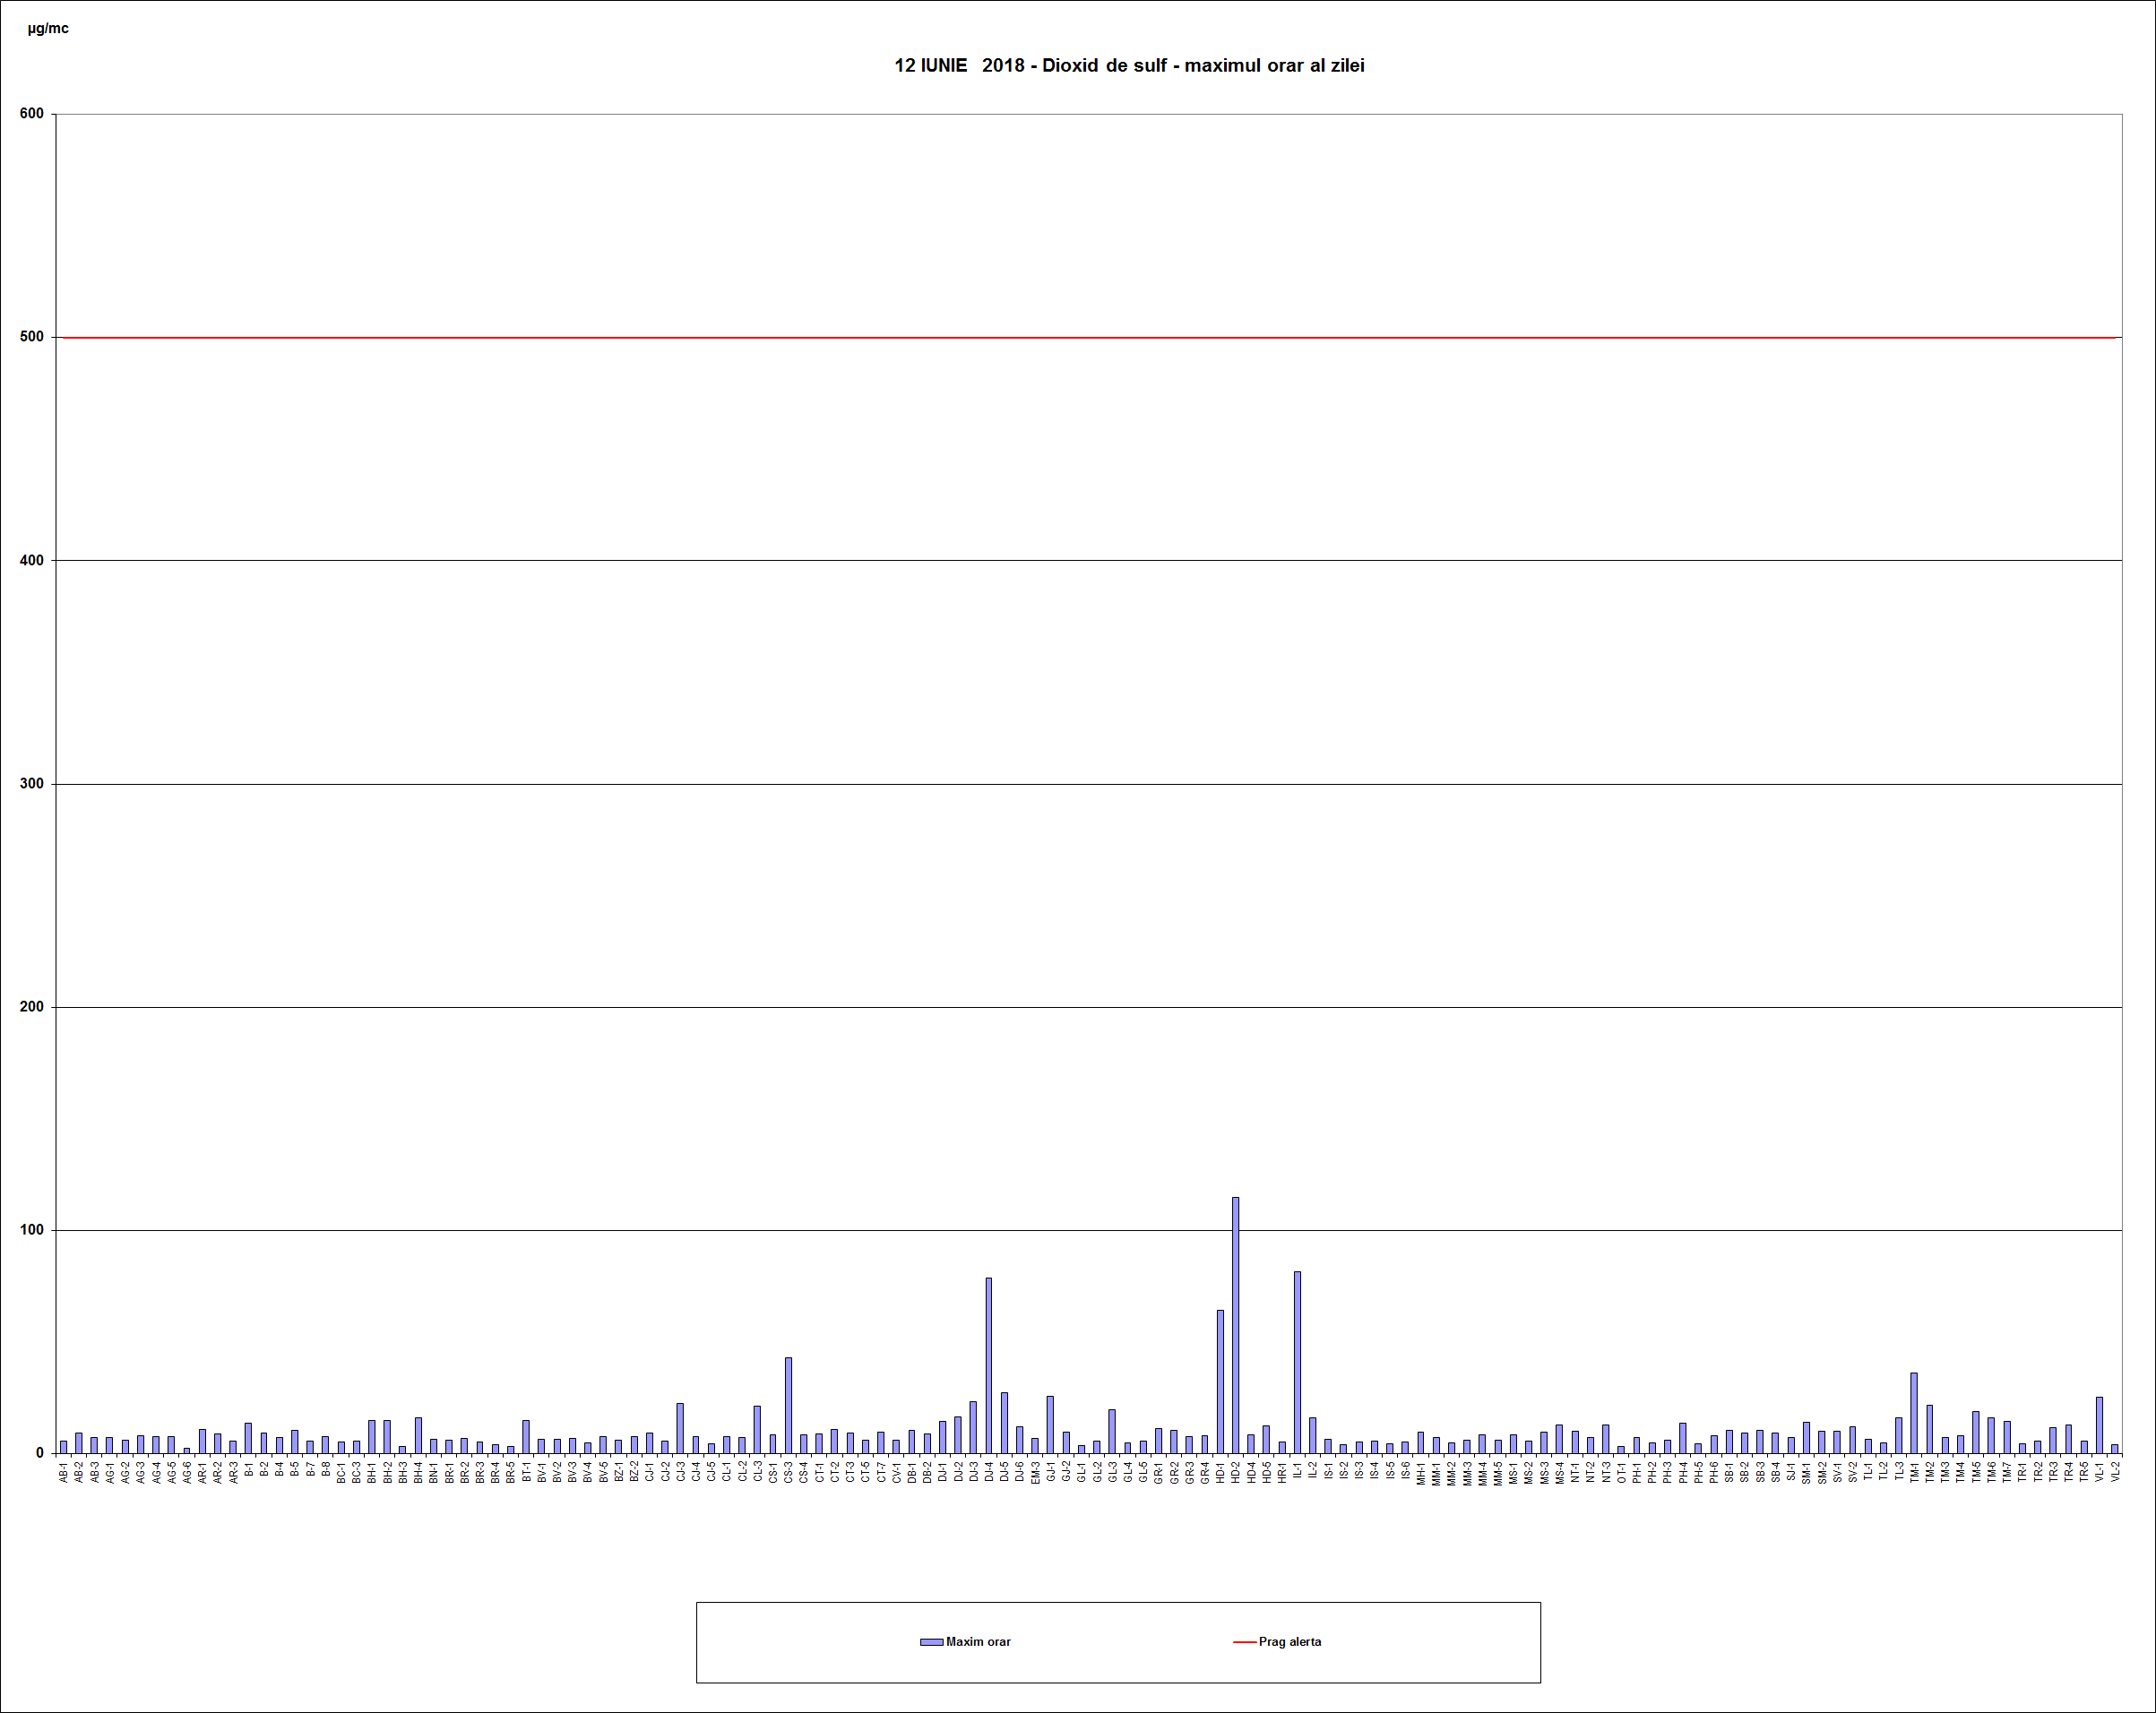 µg/mc
12 IUNIE 2018 - Dioxid de sulf - maximul orar al zilei
600
500
400
300
200
100
0
AB-1 AB-2 AB-3 AG-1 AG-2 AG-3 AG-4 AG-5 AG-6 AR-1 AR-2 AR-3 B-1 B-2 B-4 B-5 B-7 B-8 BC-1 BC-3 BH-1 BH-2 BH-3 BH-4 BN-1 BR-1 BR-2 BR-3 BR-4 BR-5 BT-1 BV-1 BV-2 BV-3 BV-4 BV-5 BZ-1 BZ-2 CJ-1 CJ-2 CJ-3 CJ-4 CJ-5 CL-1 CL-2 CL-3 CS-1 CS-3 CS-4 CT-1 CT-2 CT-3 CT-5 CT-7 CV-1 DB-1 DB-2 DJ-1 DJ-2 DJ-3 DJ-4 DJ-5 DJ-6 EM-3 GJ-1 GJ-2 GL-1 GL-2 GL-3 GL-4 GL-5 GR-1 GR-2 GR-3 GR-4 HD-1 HD-2 HD-4 HD-5 HR-1 IL-1 IL-2 IS-1 IS-2 IS-3 IS-4 IS-5 IS-6 MH-1 MM-1 MM-2 MM-3 MM-4 MM-5 MS-1 MS-2 MS-3 MS-4 NT-1 NT-2 NT-3 OT-1 PH-1 PH-2 PH-3 PH-4 PH-5 PH-6 SB-1 SB-2 SB-3 SB-4 SJ-1 SM-1 SM-2 SV-1 SV-2 TL-1 TL-2 TL-3 TM-1 TM-2 TM-3 TM-4 TM-5 TM-6 TM-7 TR-1 TR-2 TR-3 TR-4 TR-5 VL-1 VL-2
Maxim orar Prag alerta